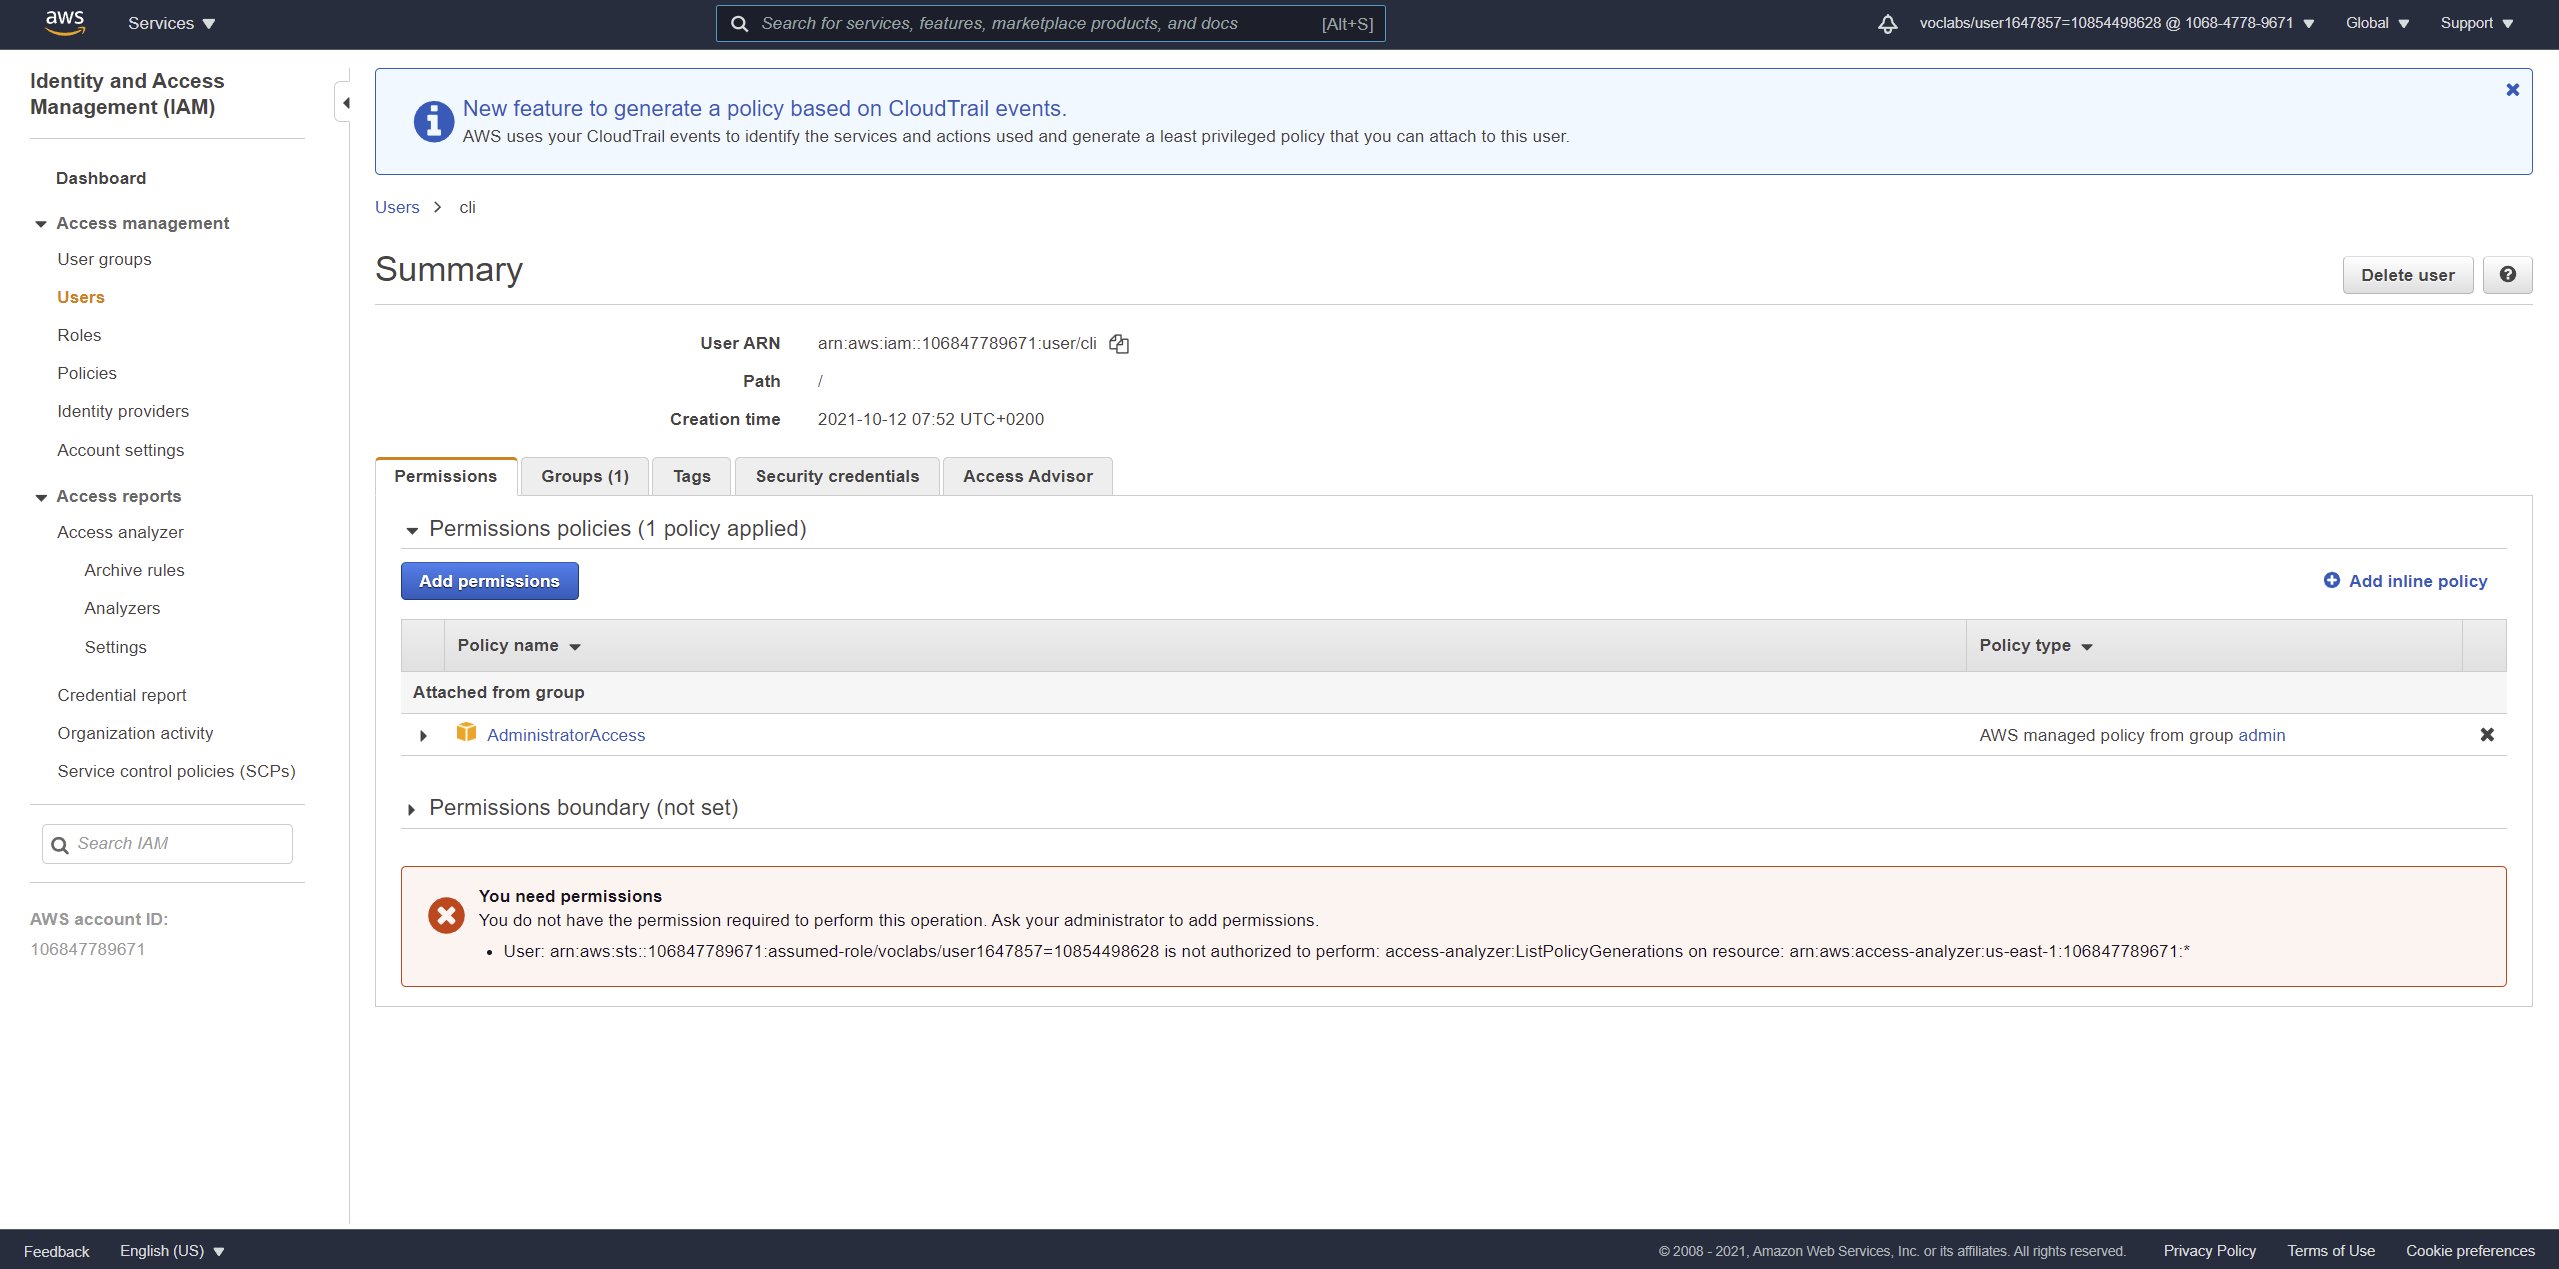 aws
Services
Search for services, features, marketplace products, and docs
[Alt+S]
voclabs/user1647857=10854498628 @ 1068-4778-9671
Global
Support
Identity and Access
Management (IAM)
Dashboard
Access management
User groups
Users
Roles
Policies
Identity providers
Account settings
Access reports
Access analyzer
Archive rules
Analyzers
Settings
Credential report
Organization activity
Service control policies (SCPs)
Search IAM
AWS account ID:
106847789671
New feature to generate a policy based on CloudTrail events.
AWS uses your CloudTrail events to identify the services and actions used and generate a least privileged policy that you can attach to this user.
Users > cli
Summary
Delete user
User ARN arn:aws:iam::106847789671:user/cli
Path /
Creation time 2021-10-12 07:52 UTC+0200
Permissions
Groups (1)
Tags
Security credentials
Access Advisor
Permissions policies (1 policy applied)
Add permissions
Add inline policy
Policy name
Policy type
Attached from group
AdministratorAccess
AWS managed policy from group admin
Permissions boundary (not set)
You need permissions
You do not have the permission required to perform this operation. Ask your administrator to add permissions.
• User: arn:aws:sts::106847789671:assumed-role/voclabs/user1647857=10854498628 is not authorized to perform: access-analyzer:ListPolicyGenerations on resource: arn:aws:access-analyzer:us-east-1:106847789671:*
Feedback
English (US)
© 2008 - 2021, Amazon Web Services, Inc. or its affiliates. All rights reserved.
Privacy Policy
Terms of Use
Cookie preferences